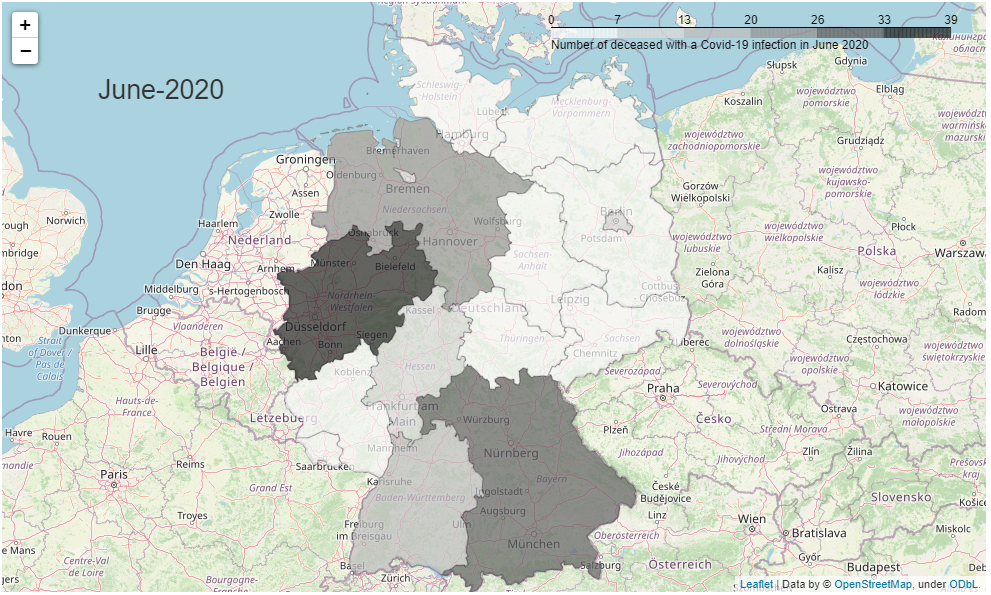 +
−
June-2020
0 7 13 20 26 33 39
Number of deceased with a Covid-19 infection in June 2020
Gdynia
Słupsk
Elbląg
Koszalin
województwo
pomorskie
Schleswig-
Holstein
Lübeck
Mecklenburg-
Vorpommern
województwo
zachodniopomorskie
Grudziądz
Hamburg
Groningen
Bremerhaven
Oldenburg
Bremen
Assen
Zwolle
Niedersachsen
Wolfsburg
Berlin
Potsdam
Gorzów
Wielkopolski
województwo
kujawsko-
pomorskie
Norwich
Haarlem
Nederland
Osnabrück
Hannover
województwo
lubuskie
województwo
wielkopolskie
Płock
Polska
Warszawa
Den Haag
Arnhem
Münster
Bielefeld
Sachsen-
Anhalt
Zielona
Góra
Kalisz
Middelburg
's-Hertogenbosch
Nordrhein-
Westfalen
Cottbus
Chóśebuz
województwo
łódzkie
Brugge
Kassel
Deutschland
Leipzig
Dunkerque
Vlaanderen
Düsseldorf
Siegen
Aachen
Bonn
Thüringen
Sachsen
Chemnitz
województwo
dolnośląskie
Częstochowa
województwo
świętokrzyskie
Strait
of Dover /
Pas de
Calais
Lille
België /
Belgique /
Belgien
Koblenz
Hessen
Severozápad
Severovýchod
województwo
opolskie
Katowice
Hauts-de-
France
Lëtzebuerg
Frankfurt am
Main
Praha
Česko
Ostrava
województwo
małopolskie
Havre
Rouen
Würzburg
Plzeň
Střední Morava
Reims
Mannheim
Nürnberg
Jihozápad
Jihovýchod
Zlín
Žilina
Paris
Saarbrücken
Karlsruhe
Grand Est
Baden-Württemberg
Ingolstadt
Bayern
České
Budějovice
Slovensko
Troyes
Augsburg
Linz
Freiburg
im Breisgau
Ulm
München
Oberösterreich
Wien
Bratislava
Miskolc
Centre-Val
de Loire
Basel
Zürich
Salzburg
Österreich
Győr
Budapest
Bourgogne-
Leaflet | Data by © OpenStreetMap, under ODbL.